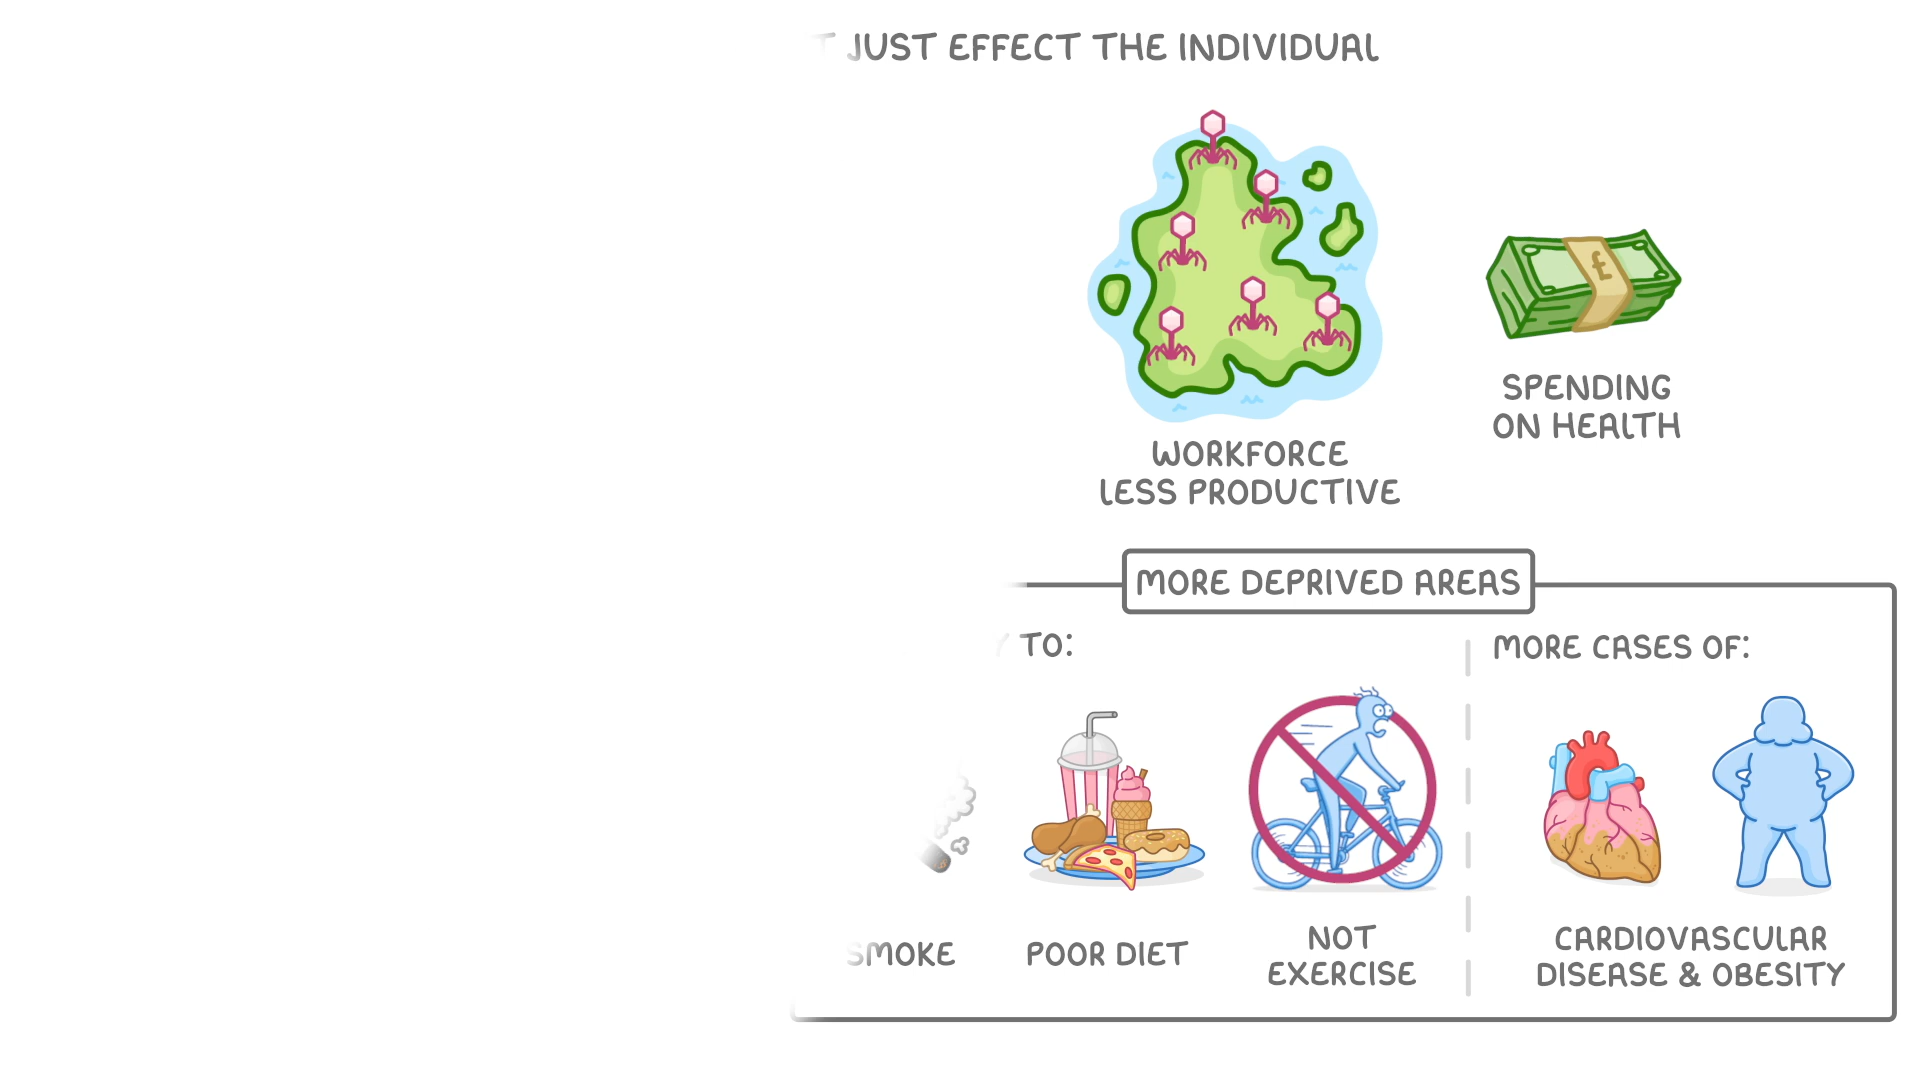 JUST EFFECT THE INDIVIDUAL
£
SPENDING
ON HEALTH
WORKFORCE
LESS PRODUCTIVE
MORE DEPRIVED AREAS
TO:
MORE CASES OF:
SMOKE
POOR DIET
NOT
EXERCISE
CARDIOVASCULAR
DISEASE & OBESITY